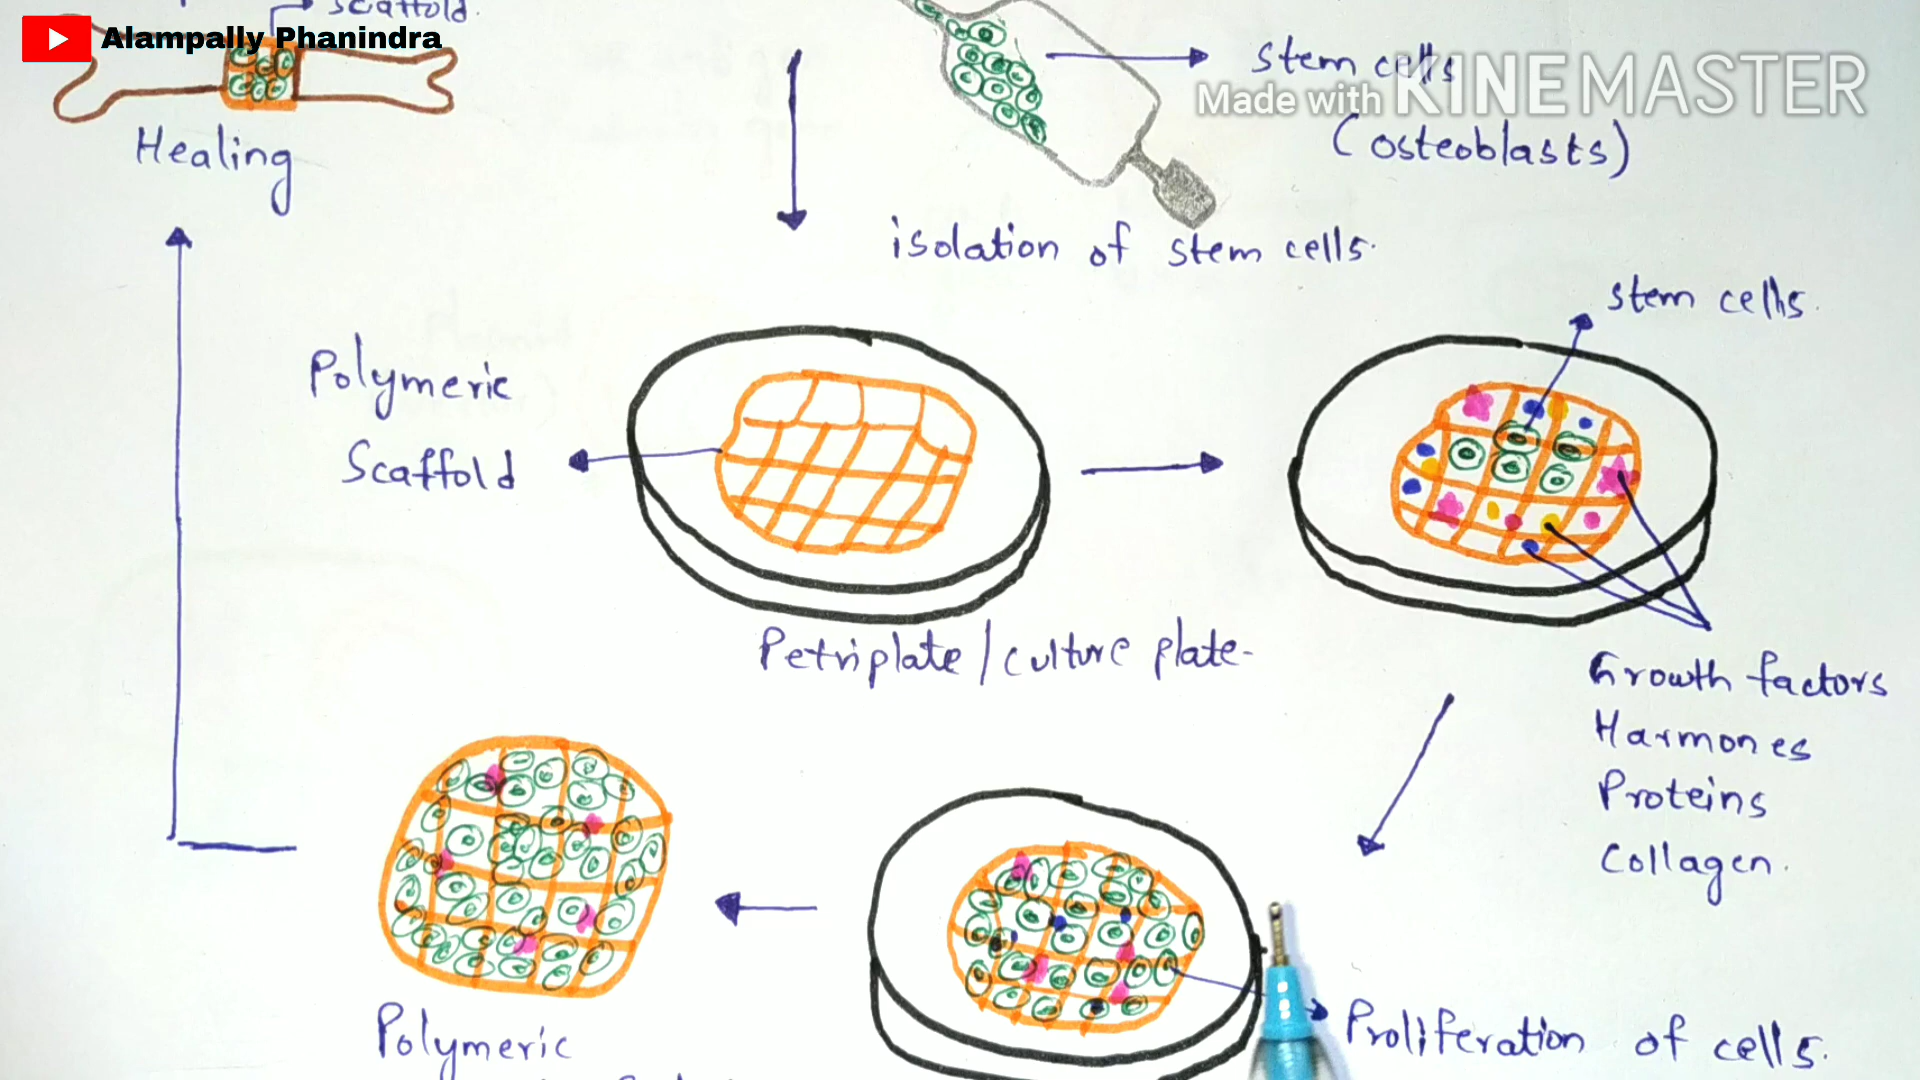 scaffold.
Alampally Phanindra
Healing
stem cells
Made with KINEMASTER
(osteoblasts)
isolation of stem cells.
stem cells.
Polymeric
Scaffold
Petriplate / culture plate-
Growth factors
Harmones
Proteins
Collagen.
Polymeric
Proliferation of cells.